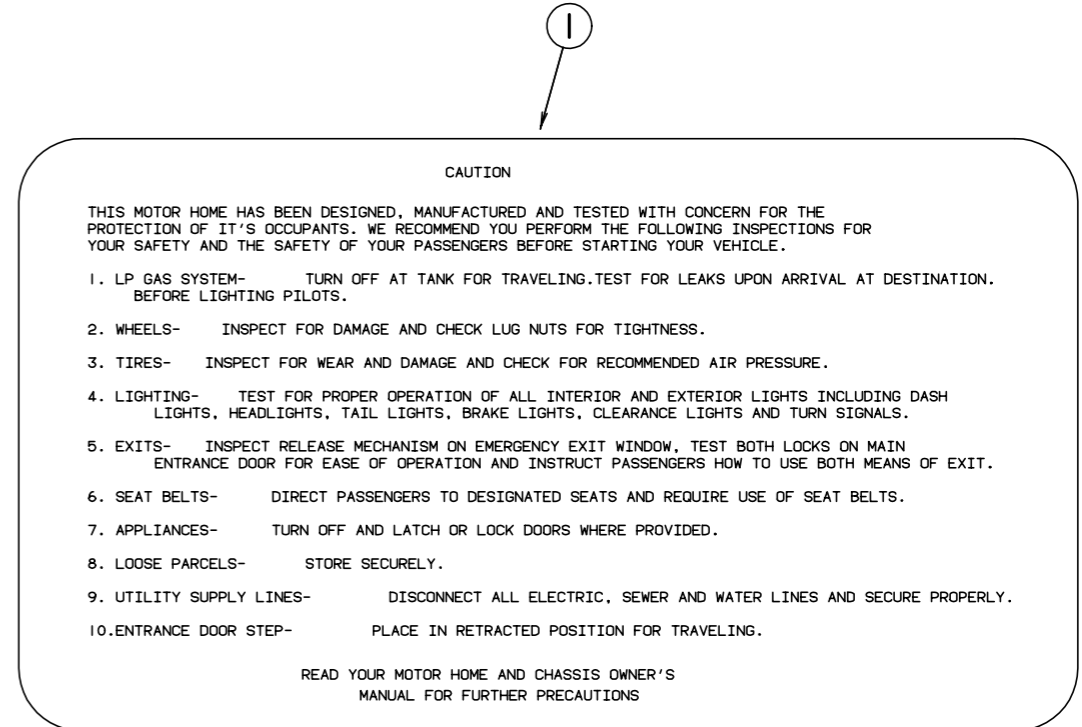 1
CAUTION
THIS MOTOR HOME HAS BEEN DESIGNED, MANUFACTURED AND TESTED WITH CONCERN FOR THE
PROTECTION OF IT'S OCCUPANTS. WE RECOMMEND YOU PERFORM THE FOLLOWING INSPECTIONS FOR
YOUR SAFETY AND THE SAFETY OF YOUR PASSENGERS BEFORE STARTING YOUR VEHICLE.
1. LP GAS SYSTEM- TURN OFF AT TANK FOR TRAVELING.TEST FOR LEAKS UPON ARRIVAL AT DESTINATION.
BEFORE LIGHTING PILOTS.
2. WHEELS- INSPECT FOR DAMAGE AND CHECK LUG NUTS FOR TIGHTNESS.
3. TIRES- INSPECT FOR WEAR AND DAMAGE AND CHECK FOR RECOMMENDED AIR PRESSURE.
4. LIGHTING- TEST FOR PROPER OPERATION OF ALL INTERIOR AND EXTERIOR LIGHTS INCLUDING DASH
LIGHTS, HEADLIGHTS, TAIL LIGHTS, BRAKE LIGHTS, CLEARANCE LIGHTS AND TURN SIGNALS.
5. EXITS- INSPECT RELEASE MECHANISM ON EMERGENCY EXIT WINDOW, TEST BOTH LOCKS ON MAIN
ENTRANCE DOOR FOR EASE OF OPERATION AND INSTRUCT PASSENGERS HOW TO USE BOTH MEANS OF EXIT.
6. SEAT BELTS- DIRECT PASSENGERS TO DESIGNATED SEATS AND REQUIRE USE OF SEAT BELTS.
7. APPLIANCES- TURN OFF AND LATCH OR LOCK DOORS WHERE PROVIDED.
8. LOOSE PARCELS- STORE SECURELY.
9. UTILITY SUPPLY LINES- DISCONNECT ALL ELECTRIC, SEWER AND WATER LINES AND SECURE PROPERLY.
10.ENTRANCE DOOR STEP- PLACE IN RETRACTED POSITION FOR TRAVELING.
READ YOUR MOTOR HOME AND CHASSIS OWNER'S
MANUAL FOR FURTHER PRECAUTIONS